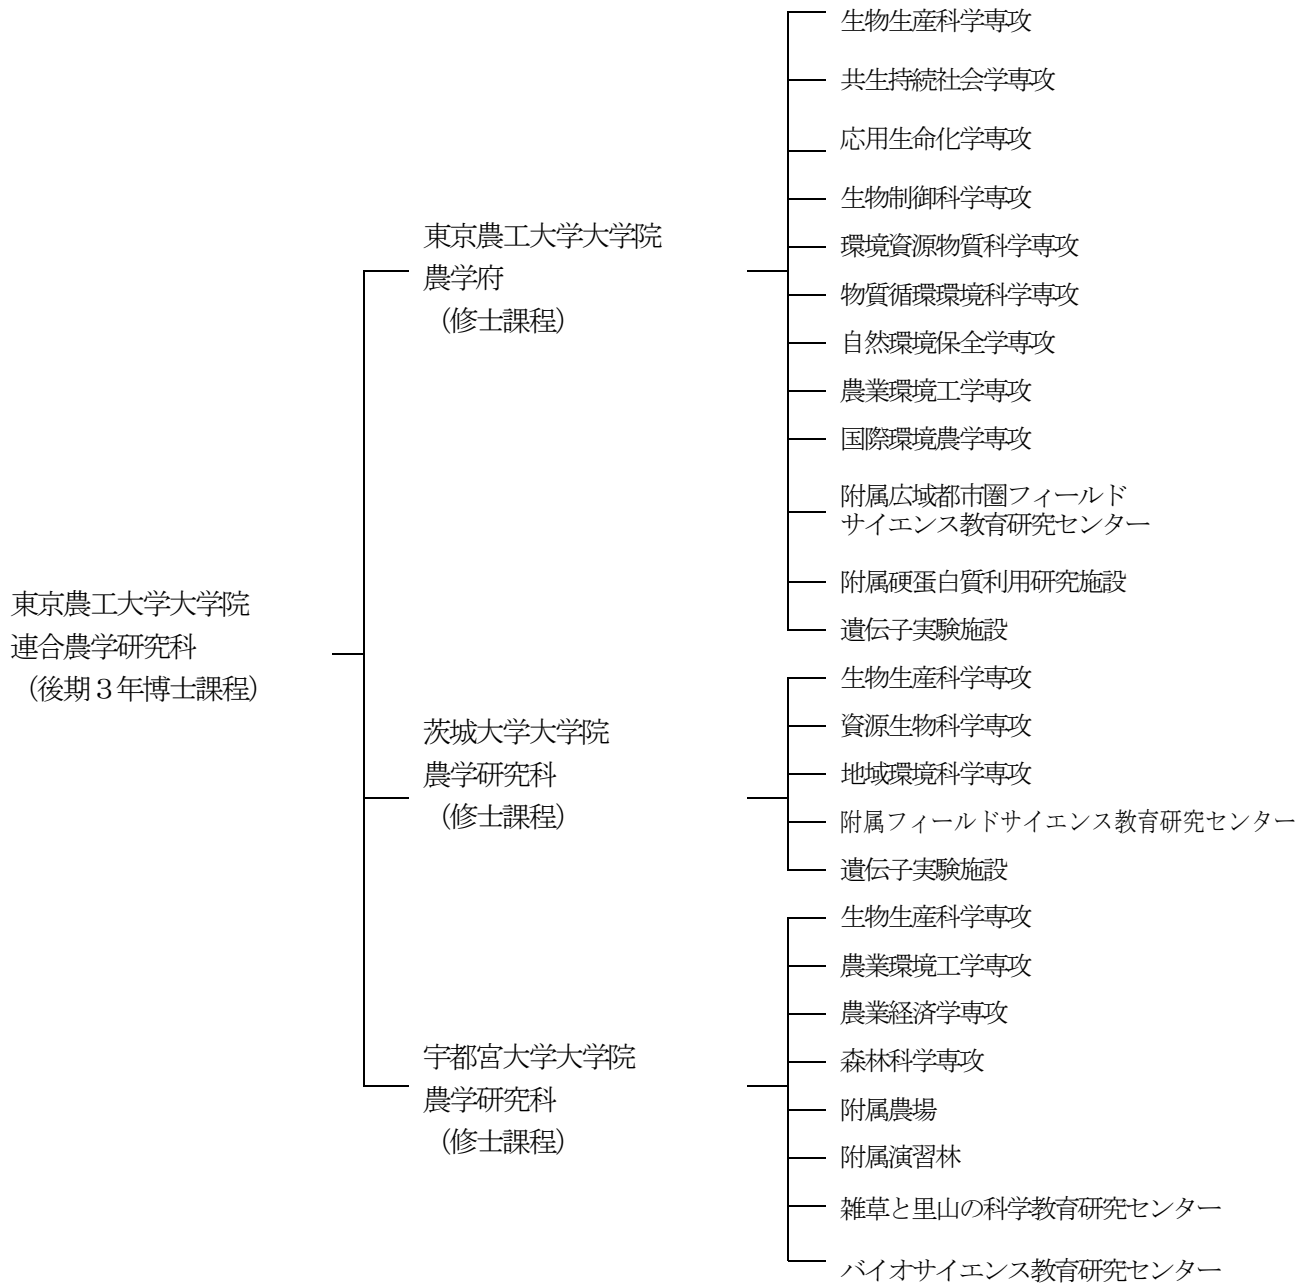 東京農工大学大学院
連合農学研究科
（後期３年博士課程）
東京農工大学大学院
農学府
（修士課程）
生物生産科学専攻
共生持続社会学専攻
応用生命化学専攻
生物制御科学専攻
環境資源物質科学専攻
物質循環環境科学専攻
自然環境保全学専攻
農業環境工学専攻
国際環境農学専攻
附属広域都市圏フィールド
サイエンス教育研究センター
附属硬蛋白質利用研究施設
遺伝子実験施設
茨城大学大学院
農学研究科
（修士課程）
生物生産科学専攻
資源生物科学専攻
地域環境科学専攻
附属フィールドサイエンス教育研究センター
遺伝子実験施設
宇都宮大学大学院
農学研究科
（修士課程）
生物生産科学専攻
農業環境工学専攻
農業経済学専攻
森林科学専攻
附属農場
附属演習林
雑草と里山の科学教育研究センター
バイオサイエンス教育研究センター